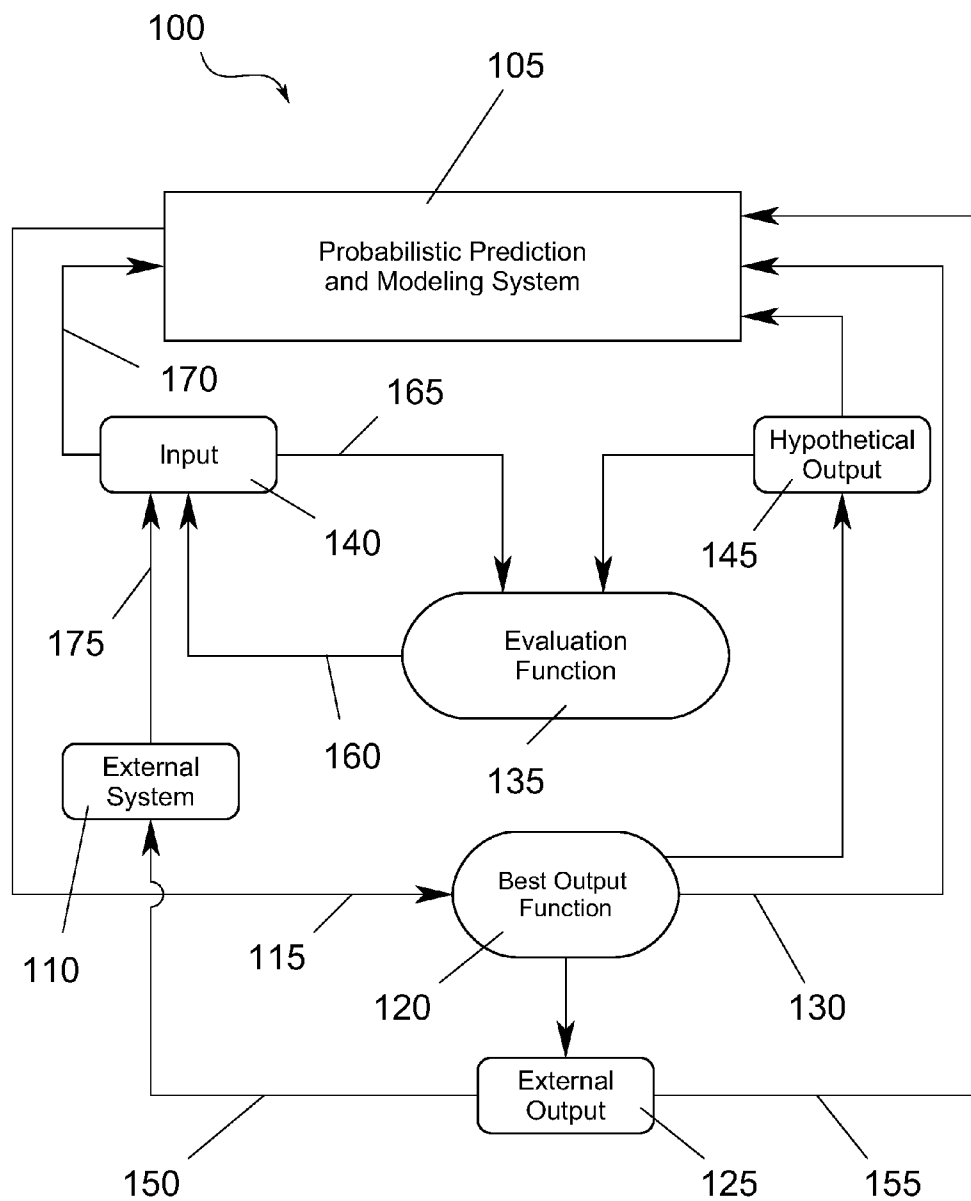 100
105
Probabilistic Prediction
and Modeling System
170
165
Input
Hypothetical
Output
140
145
175
Evaluation
Function
160
135
External
System
Best Output
Function
110
115
120
130
External
Output
150
125
155